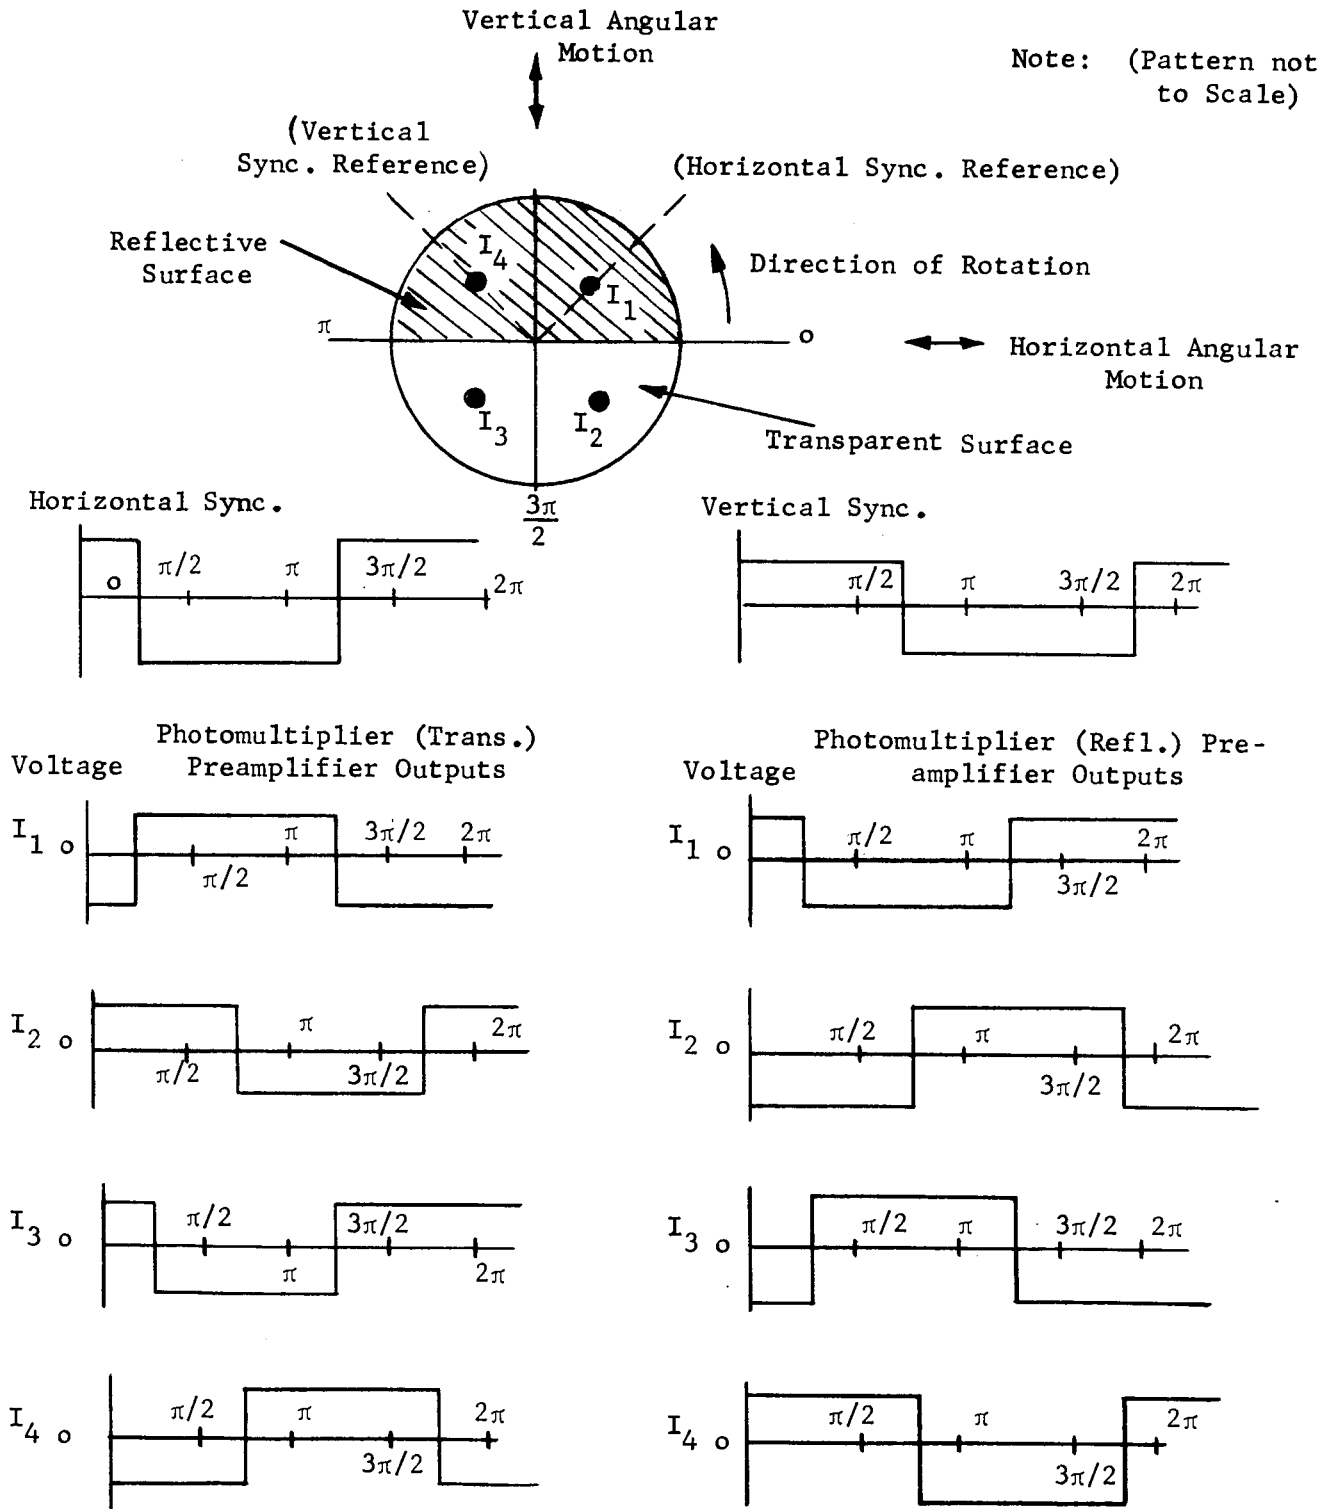 Vertical Angular
Motion
Note: (Pattern not
to Scale)
(Vertical
Sync. Reference)
(Horizontal Sync. Reference)
Reflective
Surface
I4
I1
Direction of Rotation
π
o
Horizontal Angular
Motion
I3
I2
Transparent Surface
3π
2
Horizontal Sync.
Vertical Sync.
o π/2 π 3π/2 2π
π/2 π 3π/2 2π
Photomultiplier (Trans.)
Voltage Preamplifier Outputs
Photomultiplier (Refl.) Pre-
Voltage amplifier Outputs
I1 o π/2 π 3π/2 2π
I1 o π/2 π 3π/2 2π
I2 o π/2 π 3π/2 2π
I2 o π/2 π 3π/2 2π
I3 o π/2 π 3π/2 2π
I3 o π/2 π 3π/2 2π
I4 o π/2 π 3π/2 2π
I4 o π/2 π 3π/2 2π